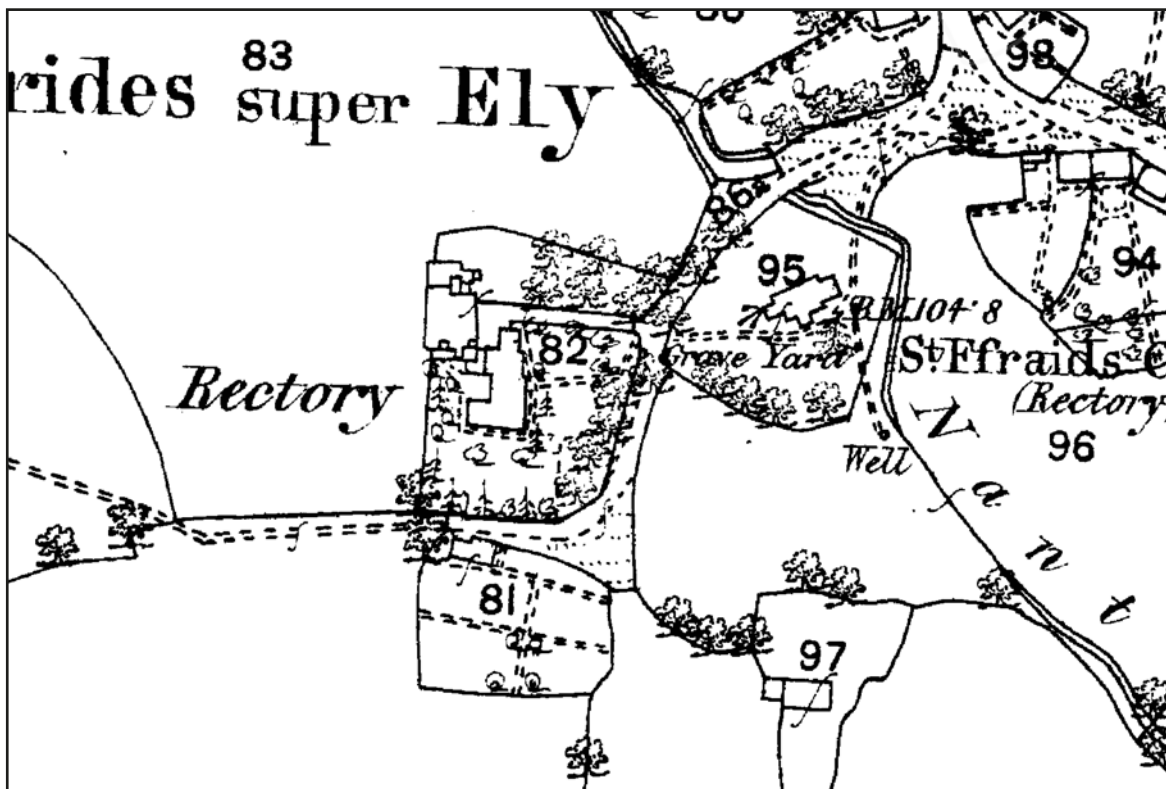 83
98
rides super Ely
86a
95
94
B.M.104·8
82
Grave Yard
St. Ffraids C
Rectory
(Rectory
96
Well
Nant
81
97